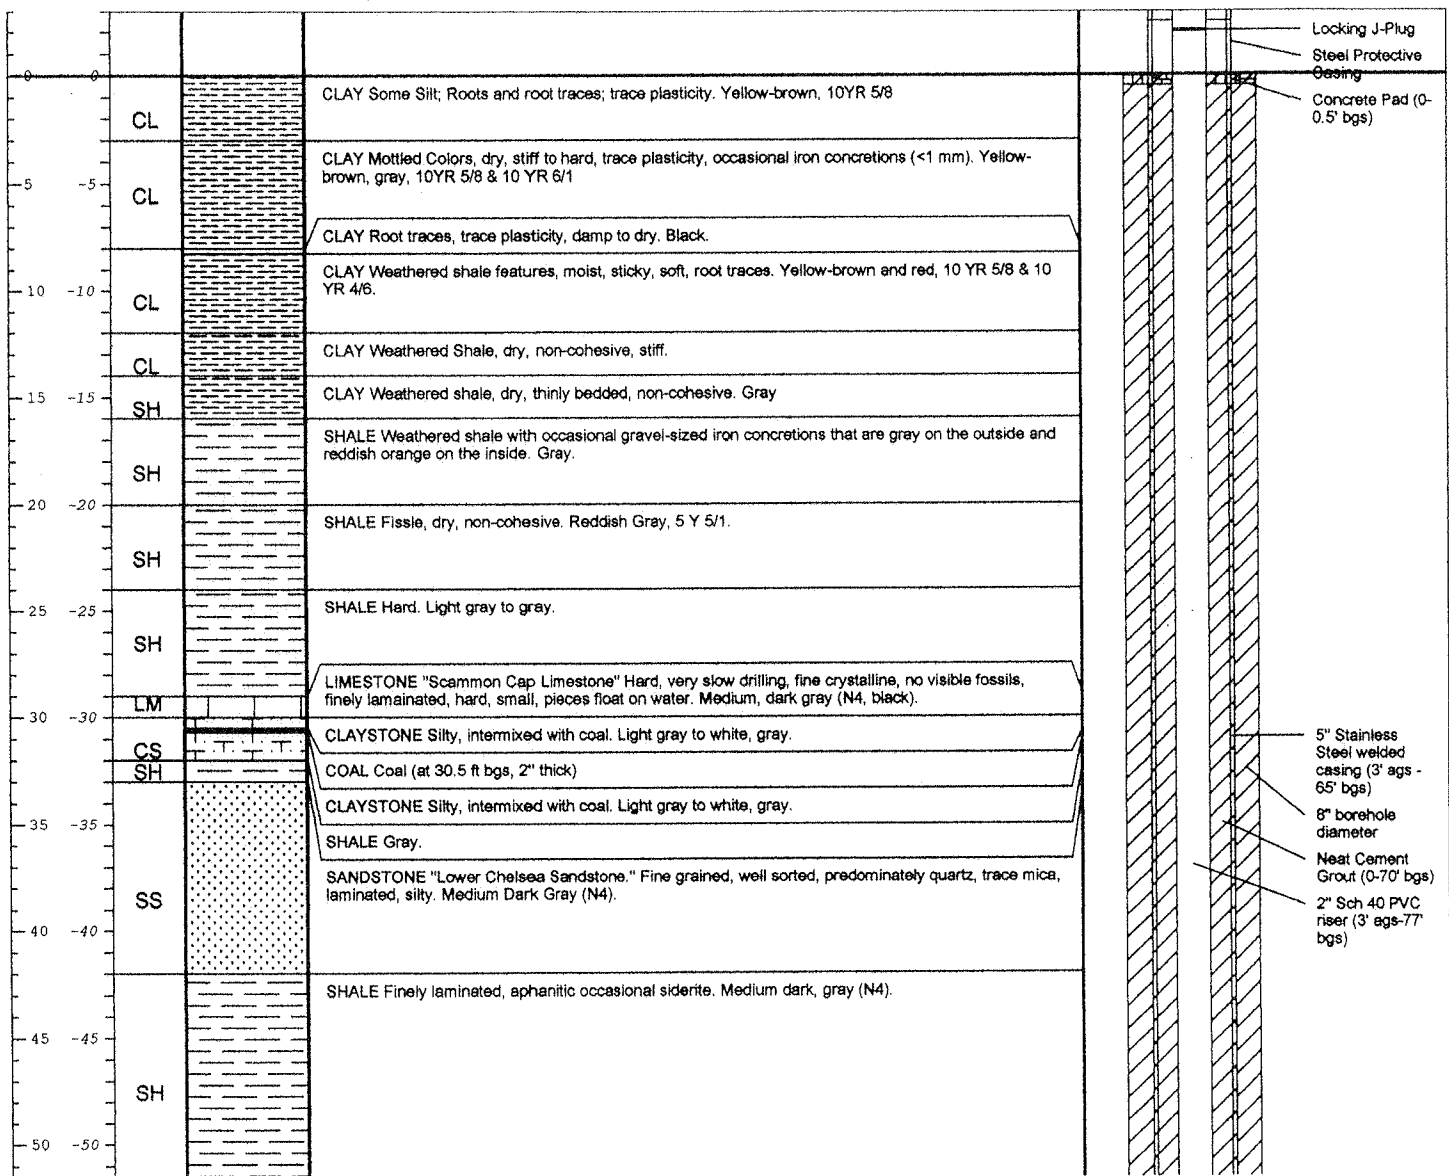 Locking J-Plug
Steel Protective
Casing
0 0
CLAY Some Silt; Roots and root traces; trace plasticity. Yellow-brown, 10YR 5/8
Concrete Pad (0-
0.5' bgs)
CL
CLAY Mottled Colors, dry, stiff to hard, trace plasticity, occasional iron concretions (<1 mm). Yellow-
brown, gray, 10YR 5/8 & 10 YR 6/1
5 -5
CL
CLAY Root traces, trace plasticity, damp to dry. Black.
CLAY Weathered shale features, moist, sticky, soft, root traces. Yellow-brown and red, 10 YR 5/8 & 10
YR 4/6.
10 -10
CL
CLAY Weathered Shale, dry, non-cohesive, stiff.
CL
CLAY Weathered shale, dry, thinly bedded, non-cohesive. Gray
15 -15
SH
SHALE Weathered shale with occasional gravel-sized iron concretions that are gray on the outside and
reddish orange on the inside. Gray.
SH
20 -20
SHALE Fissle, dry, non-cohesive. Reddish Gray, 5 Y 5/1.
SH
25 -25
SHALE Hard. Light gray to gray.
SH
LIMESTONE "Scammon Cap Limestone" Hard, very slow drilling, fine crystalline, no visible fossils,
finely lamainated, hard, small, pieces float on water. Medium, dark gray (N4, black).
LM
30 -30
CLAYSTONE Silty, intermixed with coal. Light gray to white, gray.
CS
COAL Coal (at 30.5 ft bgs, 2" thick)
SH
CLAYSTONE Silty, intermixed with coal. Light gray to white, gray.
35 -35
SHALE Gray.
SANDSTONE "Lower Chelsea Sandstone." Fine grained, well sorted, predominately quartz, trace mica,
laminated, silty. Medium Dark Gray (N4).
SS
5" Stainless
Steel welded
casing (3' ags -
65' bgs)
8" borehole
diameter
Neat Cement
Grout (0-70' bgs)
2" Sch 40 PVC
riser (3' ags-77'
bgs)
40 -40
SHALE Finely laminated, aphanitic occasional siderite. Medium dark, gray (N4).
45 -45
SH
50 -50